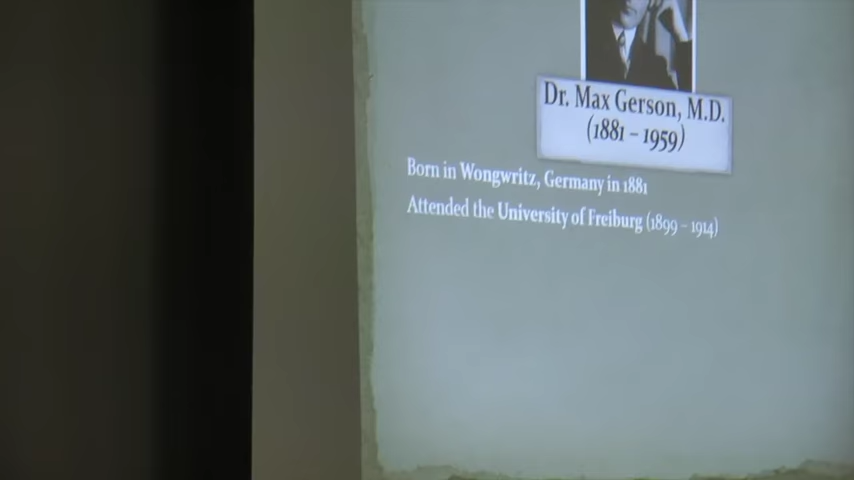 Dr. Max Gerson, M.D.
(1881 – 1959)
Born in Wongwritz, Germany in 1881
Attended the University of Freiburg (1899 – 1914)